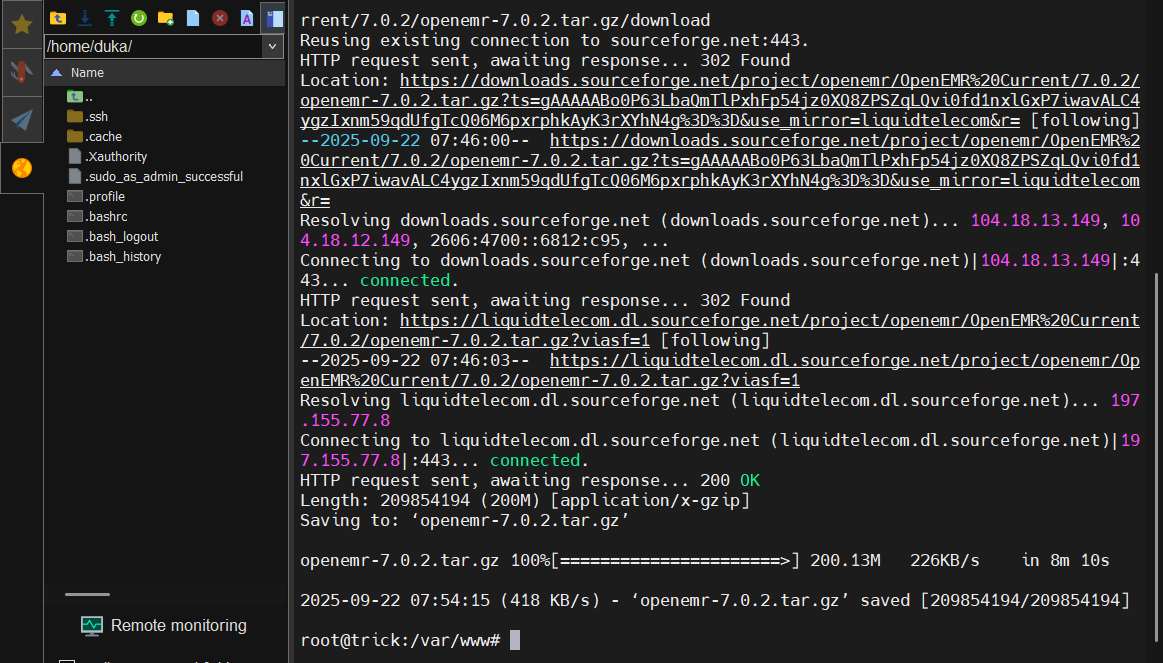 /home/duka/
Name
..
.ssh
.cache
.Xauthority
.sudo_as_admin_successful
.profile
.bashrc
.bash_logout
.bash_history
Remote monitoring
rrent/7.0.2/openemr-7.0.2.tar.gz/download
Reusing existing connection to sourceforge.net:443.
HTTP request sent, awaiting response... 302 Found
Location: https://downloads.sourceforge.net/project/openemr/OpenEMR%20Current/7.0.2/
openemr-7.0.2.tar.gz?ts=gAAAAABo0P63LbaQmTlPxhFp54jz0XQ8ZPSZqLQvi0fd1nxlGxP7iwavALC4
ygzIxnm59qdUfgTcQ06M6pxrphkAyK3rXYhN4g%3D%3D&use_mirror=liquidtelecom&r= [following]
--2025-09-22 07:46:00--  https://downloads.sourceforge.net/project/openemr/OpenEMR%2
0Current/7.0.2/openemr-7.0.2.tar.gz?ts=gAAAAABo0P63LbaQmTlPxhFp54jz0XQ8ZPSZqLQvi0fd1
nxlGxP7iwavALC4ygzIxnm59qdUfgTcQ06M6pxrphkAyK3rXYhN4g%3D%3D&use_mirror=liquidtelecom
&r=
Resolving downloads.sourceforge.net (downloads.sourceforge.net)... 104.18.13.149, 10
4.18.12.149, 2606:4700::6812:c95, ...
Connecting to downloads.sourceforge.net (downloads.sourceforge.net)|104.18.13.149|:4
43... connected.
HTTP request sent, awaiting response... 302 Found
Location: https://liquidtelecom.dl.sourceforge.net/project/openemr/OpenEMR%20Current
/7.0.2/openemr-7.0.2.tar.gz?viasf=1 [following]
--2025-09-22 07:46:03--  https://liquidtelecom.dl.sourceforge.net/project/openemr/Op
enEMR%20Current/7.0.2/openemr-7.0.2.tar.gz?viasf=1
Resolving liquidtelecom.dl.sourceforge.net (liquidtelecom.dl.sourceforge.net)... 197
.155.77.8
Connecting to liquidtelecom.dl.sourceforge.net (liquidtelecom.dl.sourceforge.net)|19
7.155.77.8|:443... connected.
HTTP request sent, awaiting response... 200 OK
Length: 209854194 (200M) [application/x-gzip]
Saving to: ‘openemr-7.0.2.tar.gz’
openemr-7.0.2.tar.gz 100%[======================>] 200.13M   226KB/s    in 8m 10s
2025-09-22 07:54:15 (418 KB/s) - ‘openemr-7.0.2.tar.gz’ saved [209854194/209854194]
root@trick:/var/www#